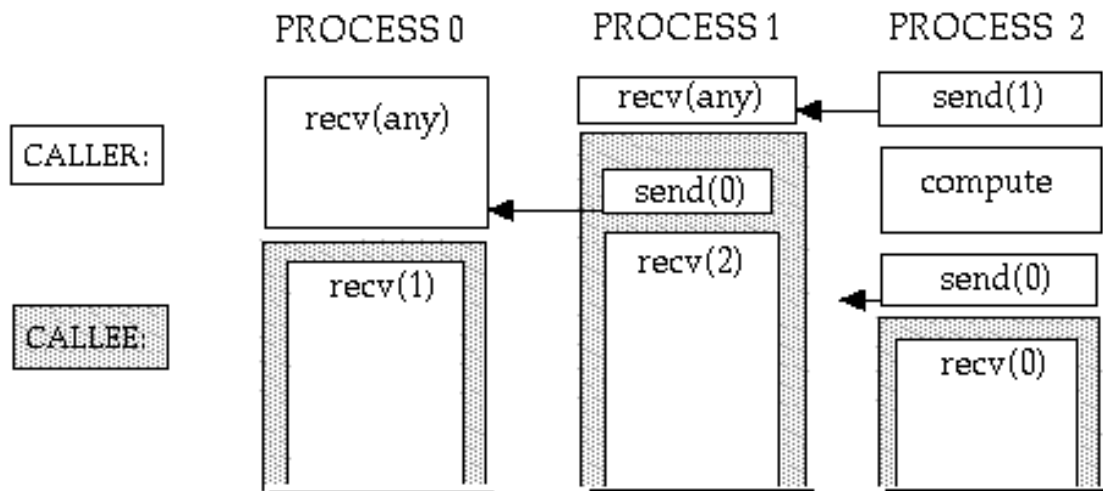 PROCESS 0 PROCESS 1 PROCESS 2
recv(any) recv(any) send(1)
CALLER:
compute
send(0)
recv(1) recv(2) send(0)
CALLEE:
recv(0)